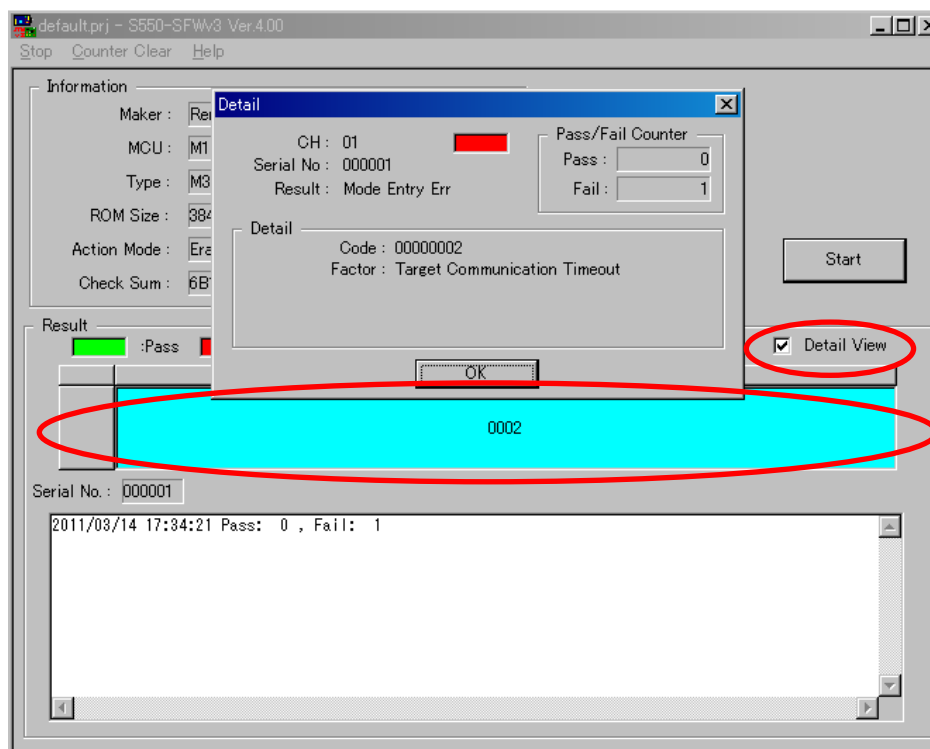 default.prj - S550-SFWv3 Ver.4.00
Stop Counter Clear Help
Information
Maker :
MCU : M1
Type : M3
ROM Size : 384
Action Mode : Era
Check Sum :
Detail
CH : 01
Serial No : 000001
Result : Mode Entry Err
Pass/Fail Counter
Pass : 0
Fail : 1
Detail
Code : 00000002
Factor : Target Communication Timeout
OK
Start
Result
:Pass
Detail View
0002
Serial No. : 000001
2011/03/14 17:34:21 Pass: 0 , Fail: 1